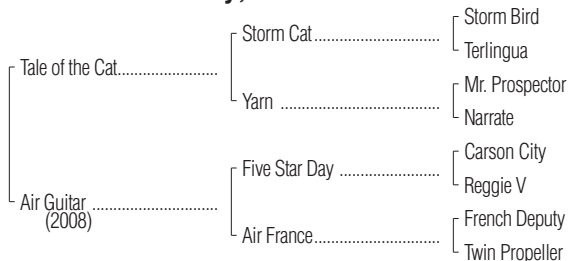 Storm Bird
Storm Cat........................................
Terlingua
Tale of the Cat........................
Mr. Prospector
Yarn ..................................................
Narrate
Carson City
Five Star Day ................................
Reggie V
Air Guitar ..............................
(2008)
French Deputy
Air France........................................
Twin Propeller